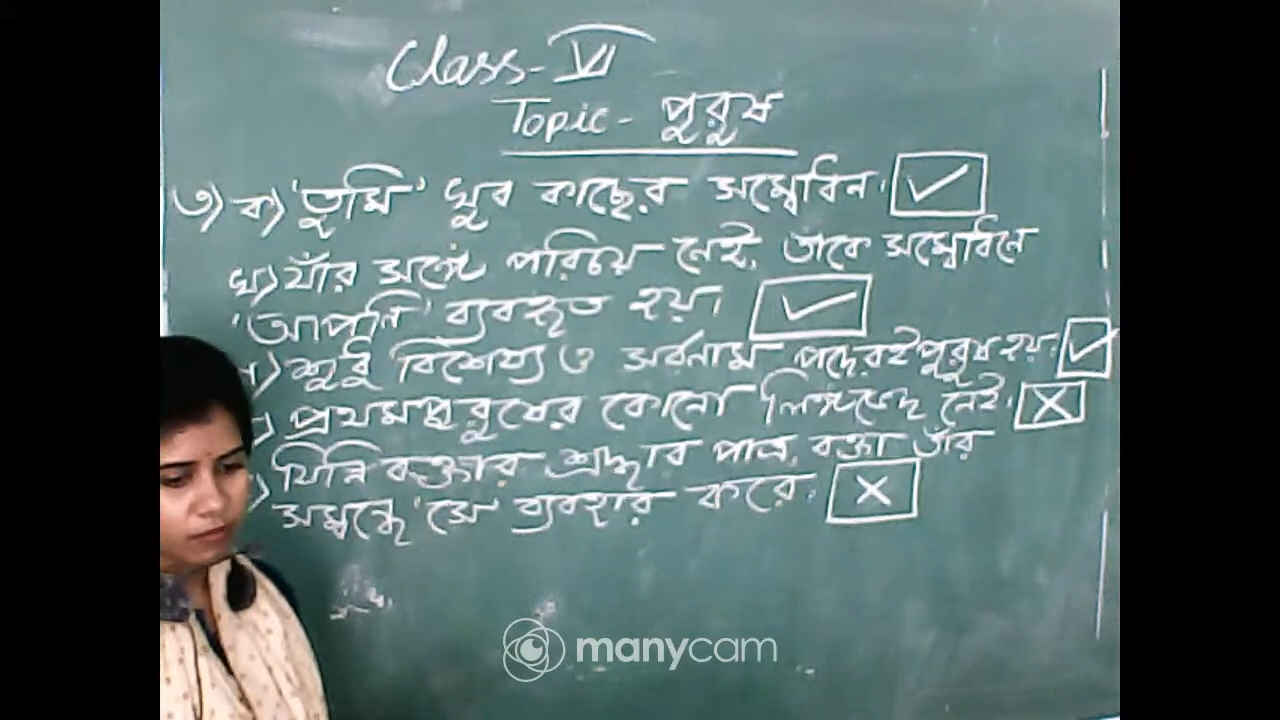 Class-VI
Topic- পুরুষ
৩) ক) 'তুমি' খুব কাছের সম্বোধন। ✓
খ) যাঁর সঙ্গে পরিচয় নেই, তাঁকে সম্বোধনে
'আপনি' ব্যবহৃত হয়। ✓
) শুধু বিশেষ্য ও সর্বনাম পদেরই পুরুষ হয়। ✓
) প্রথমপুরুষের কোনো লিঙ্গভেদ নেই। ✗
) যিনি বক্তার শ্রদ্ধার পাত্র, বক্তা তাঁর
সম্বন্ধে 'সে' ব্যবহার করে। ✗
manycam